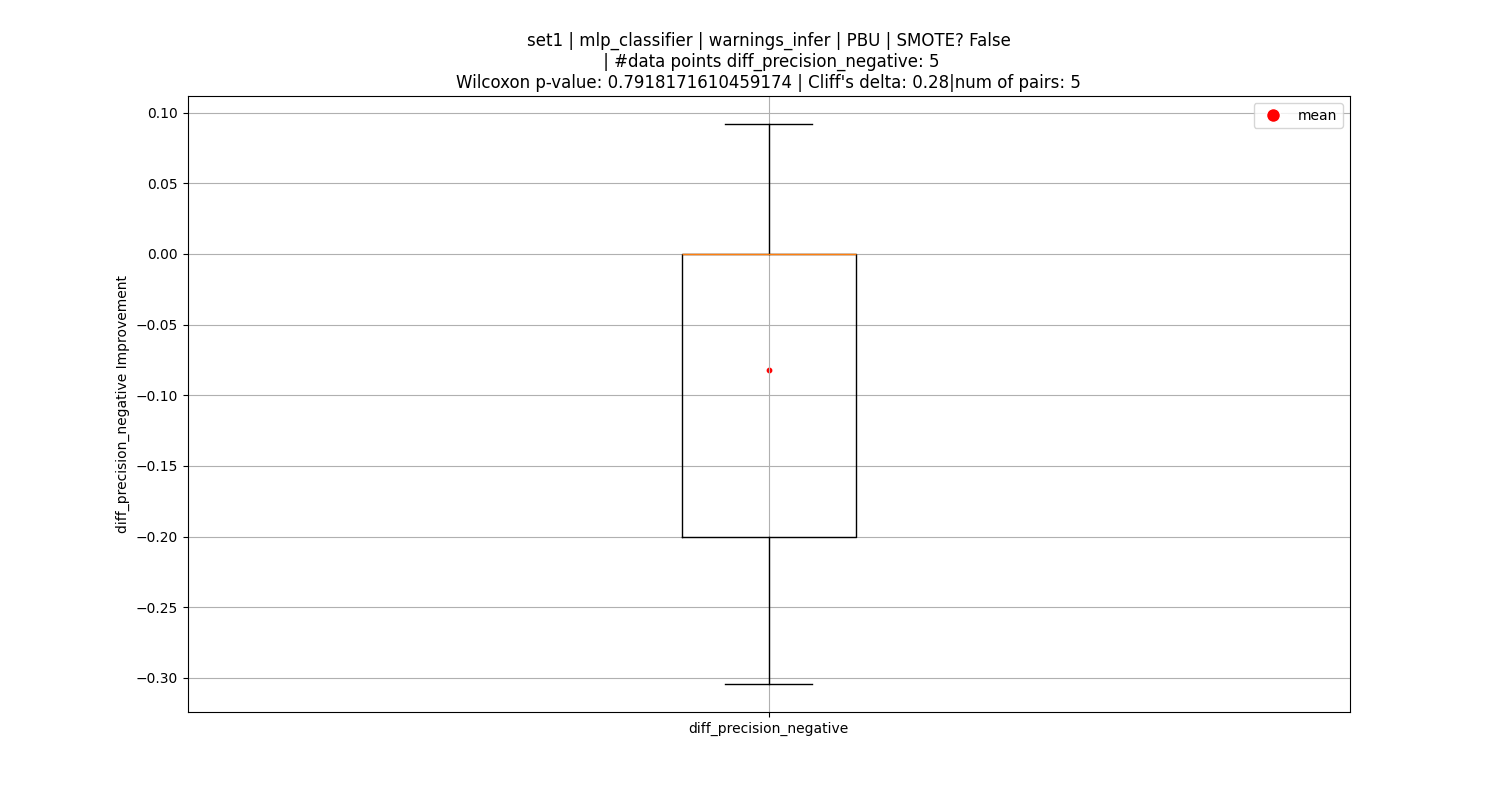 set1 | mlp_classifier | warnings_infer | PBU | SMOTE? False
| #data points diff_precision_negative: 5
Wilcoxon p-value: 0.7918171610459174 | Cliff's delta: 0.28|num of pairs: 5
mean
0.10
0.05
0.00
−0.05
−0.10
−0.15
−0.20
−0.25
−0.30
diff_precision_negative Improvement
diff_precision_negative